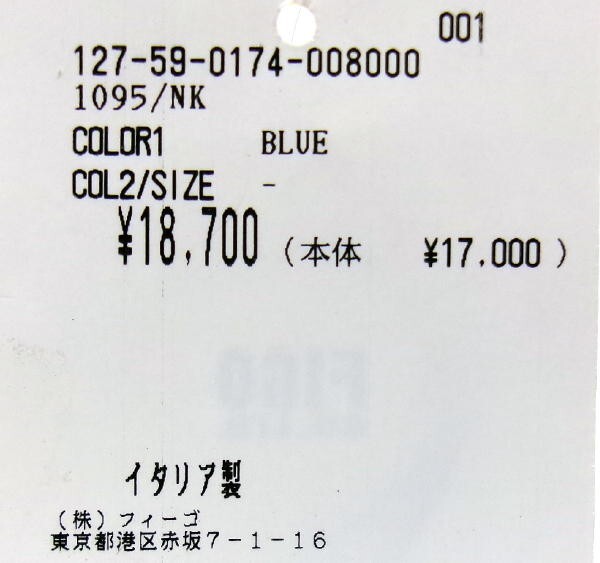 001
127-59-0174-008000
1095/NK
COLOR1 BLUE
COL2/SIZE -
¥18,700 (本体 ¥17,000)
イタリア製
(株)フィーゴ
東京都港区赤坂7-1-16